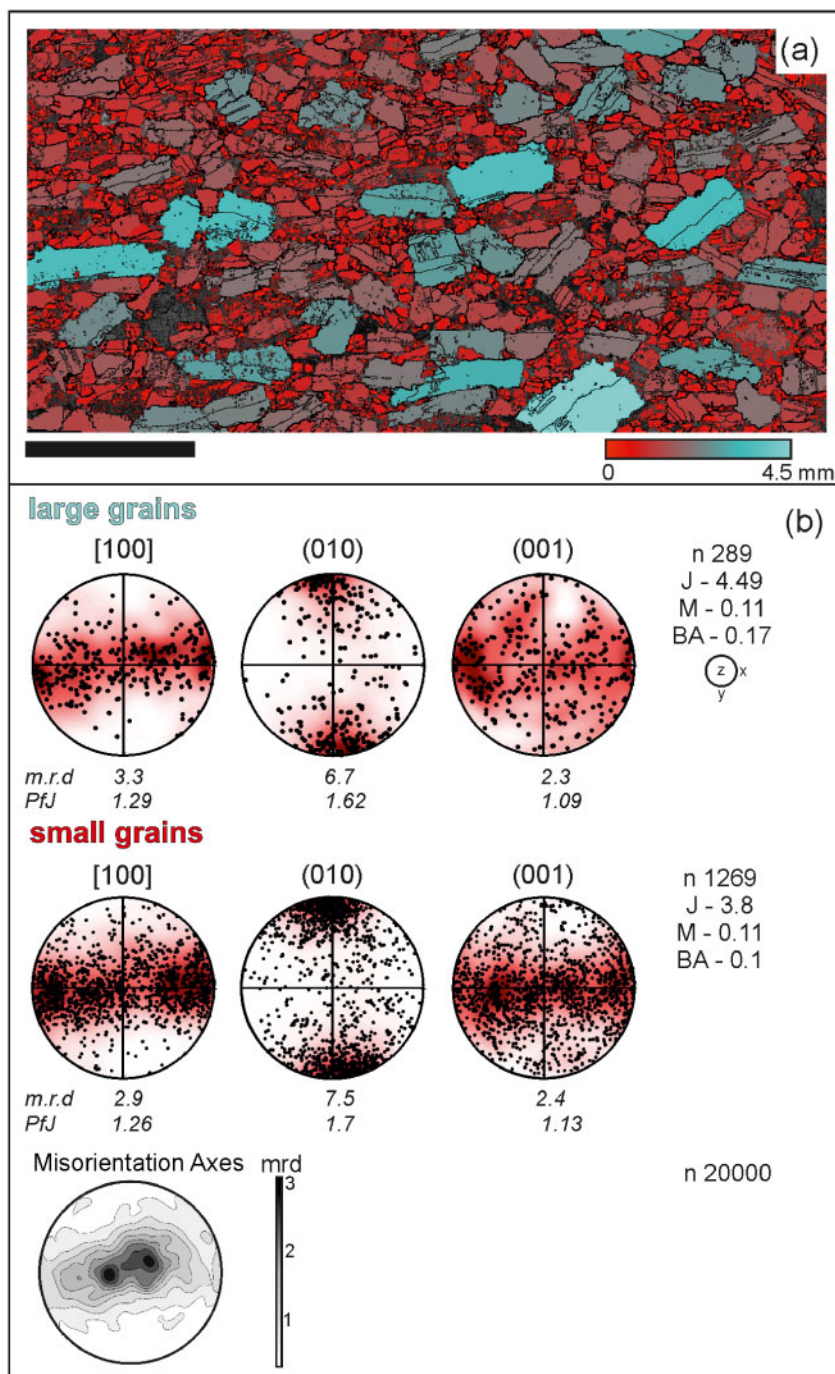 (a)
0 4.5 mm
large grains
(b)
[100] (010) (001)
n 289
J - 4.49
M - 0.11
BA - 0.17
z x
y
m.r.d 3.3 6.7 2.3
PfJ 1.29 1.62 1.09
small grains
[100] (010) (001)
n 1269
J - 3.8
M - 0.11
BA - 0.1
m.r.d 2.9 7.5 2.4
PfJ 1.26 1.7 1.13
Misorientation Axes mrd
n 20000
3
2
1